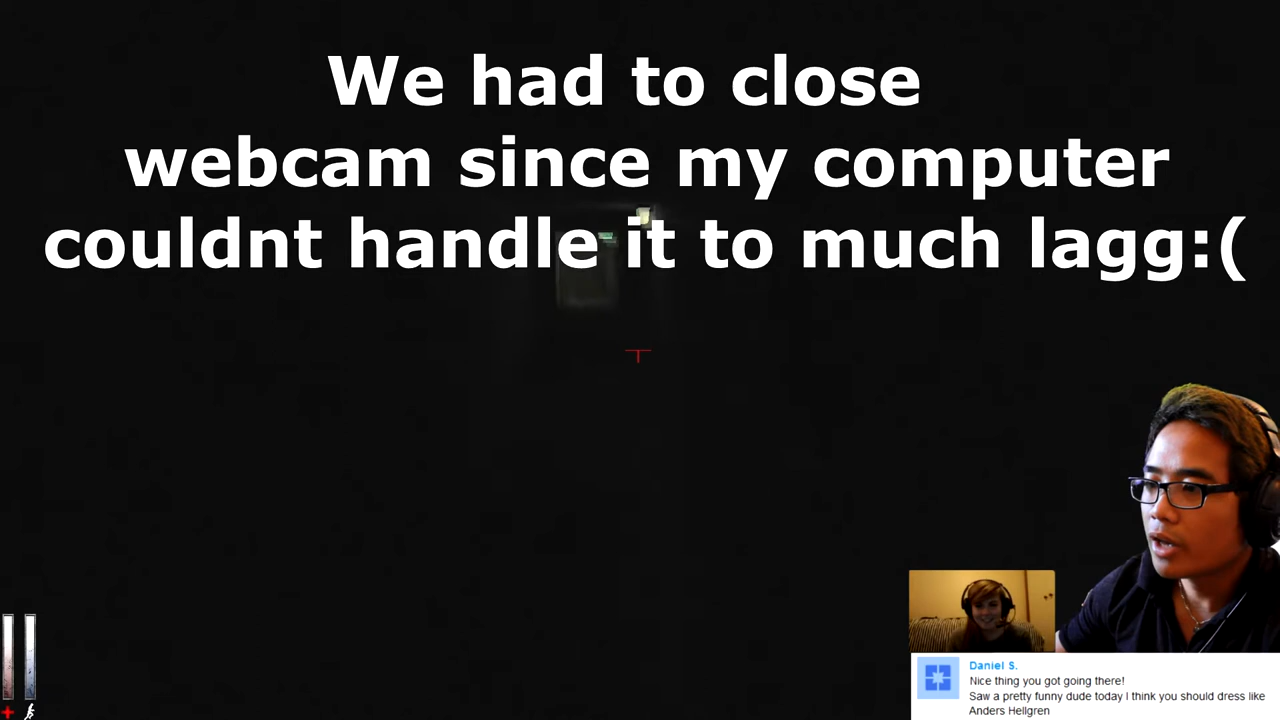 We had to close
webcam since my computer
couldnt handle it to much lagg:(
Daniel S.
Nice thing you got going there!
Saw a pretty funny dude today I think you should dress like
Anders Hellgren